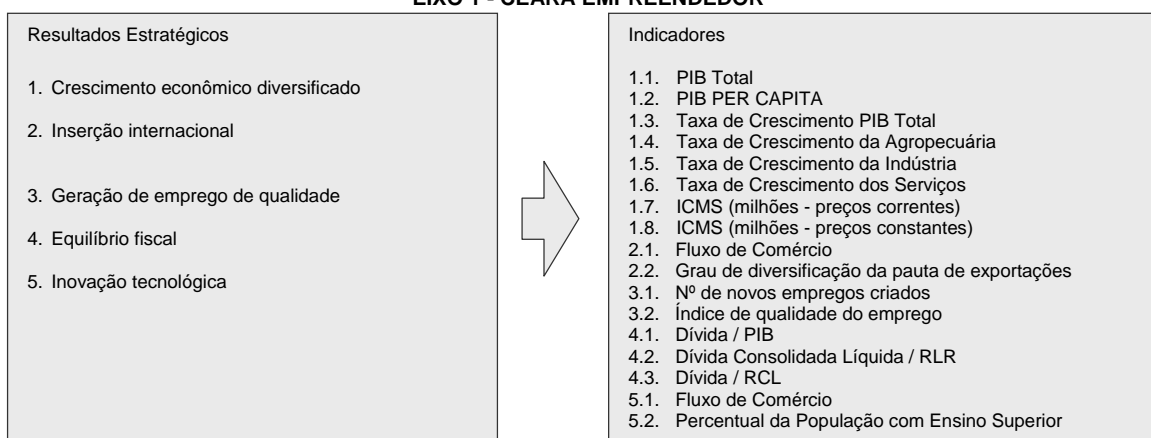 EIXO 1 - CEARÁ EMPREENDEDOR
Resultados Estratégicos
1. Crescimento econômico diversificado
2. Inserção internacional
3. Geração de emprego de qualidade
4. Equilíbrio fiscal
5. Inovação tecnológica
Indicadores
1.1. PIB Total
1.2. PIB PER CAPITA
1.3. Taxa de Crescimento PIB Total
1.4. Taxa de Crescimento da Agropecuária
1.5. Taxa de Crescimento da Indústria
1.6. Taxa de Crescimento dos Serviços
1.7. ICMS (milhões - preços correntes)
1.8. ICMS (milhões - preços constantes)
2.1. Fluxo de Comércio
2.2. Grau de diversificação da pauta de exportações
3.1. Nº de novos empregos criados
3.2. Índice de qualidade do emprego
4.1. Dívida / PIB
4.2. Dívida Consolidada Líquida / RLR
4.3. Dívida / RCL
5.1. Fluxo de Comércio
5.2. Percentual da População com Ensino Superior